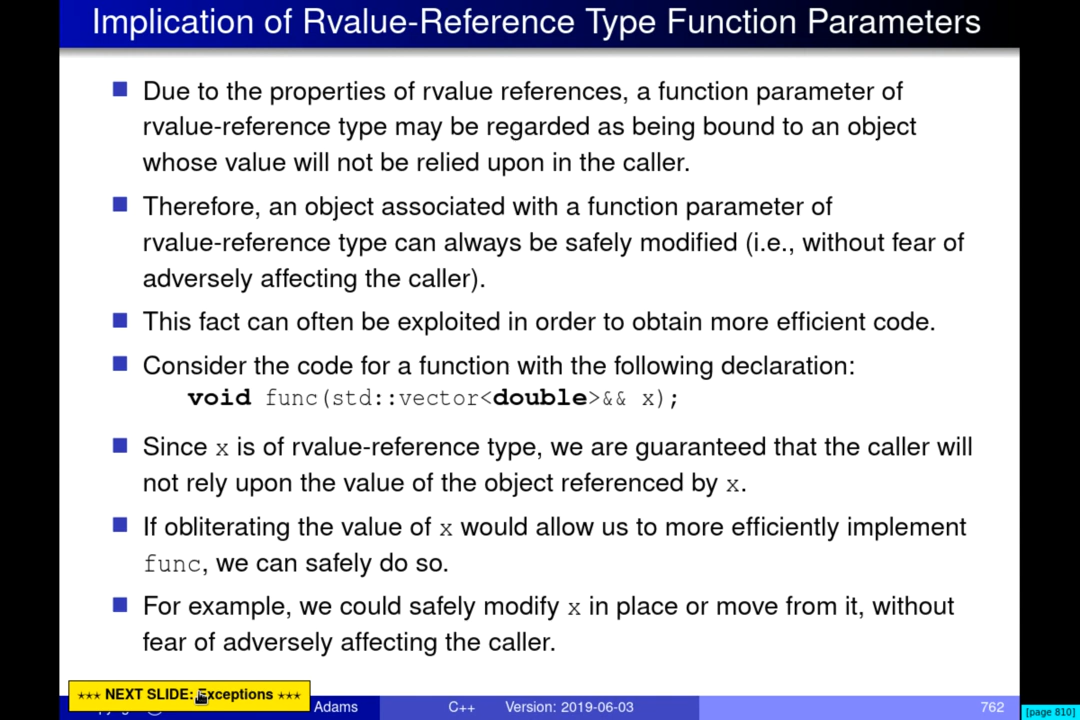 Implication of Rvalue-Reference Type Function Parameters
Due to the properties of rvalue references, a function parameter of
rvalue-reference type may be regarded as being bound to an object
whose value will not be relied upon in the caller.
Therefore, an object associated with a function parameter of
rvalue-reference type can always be safely modified (i.e., without fear of
adversely affecting the caller).
This fact can often be exploited in order to obtain more efficient code.
Consider the code for a function with the following declaration:
void func(std::vector<double>&& x);
Since x is of rvalue-reference type, we are guaranteed that the caller will
not rely upon the value of the object referenced by x.
If obliterating the value of x would allow us to more efficiently implement
func, we can safely do so.
For example, we could safely modify x in place or move from it, without
fear of adversely affecting the caller.
*** NEXT SLIDE: Exceptions ***
Adams C++ Version: 2019-06-03 762
[page 810]